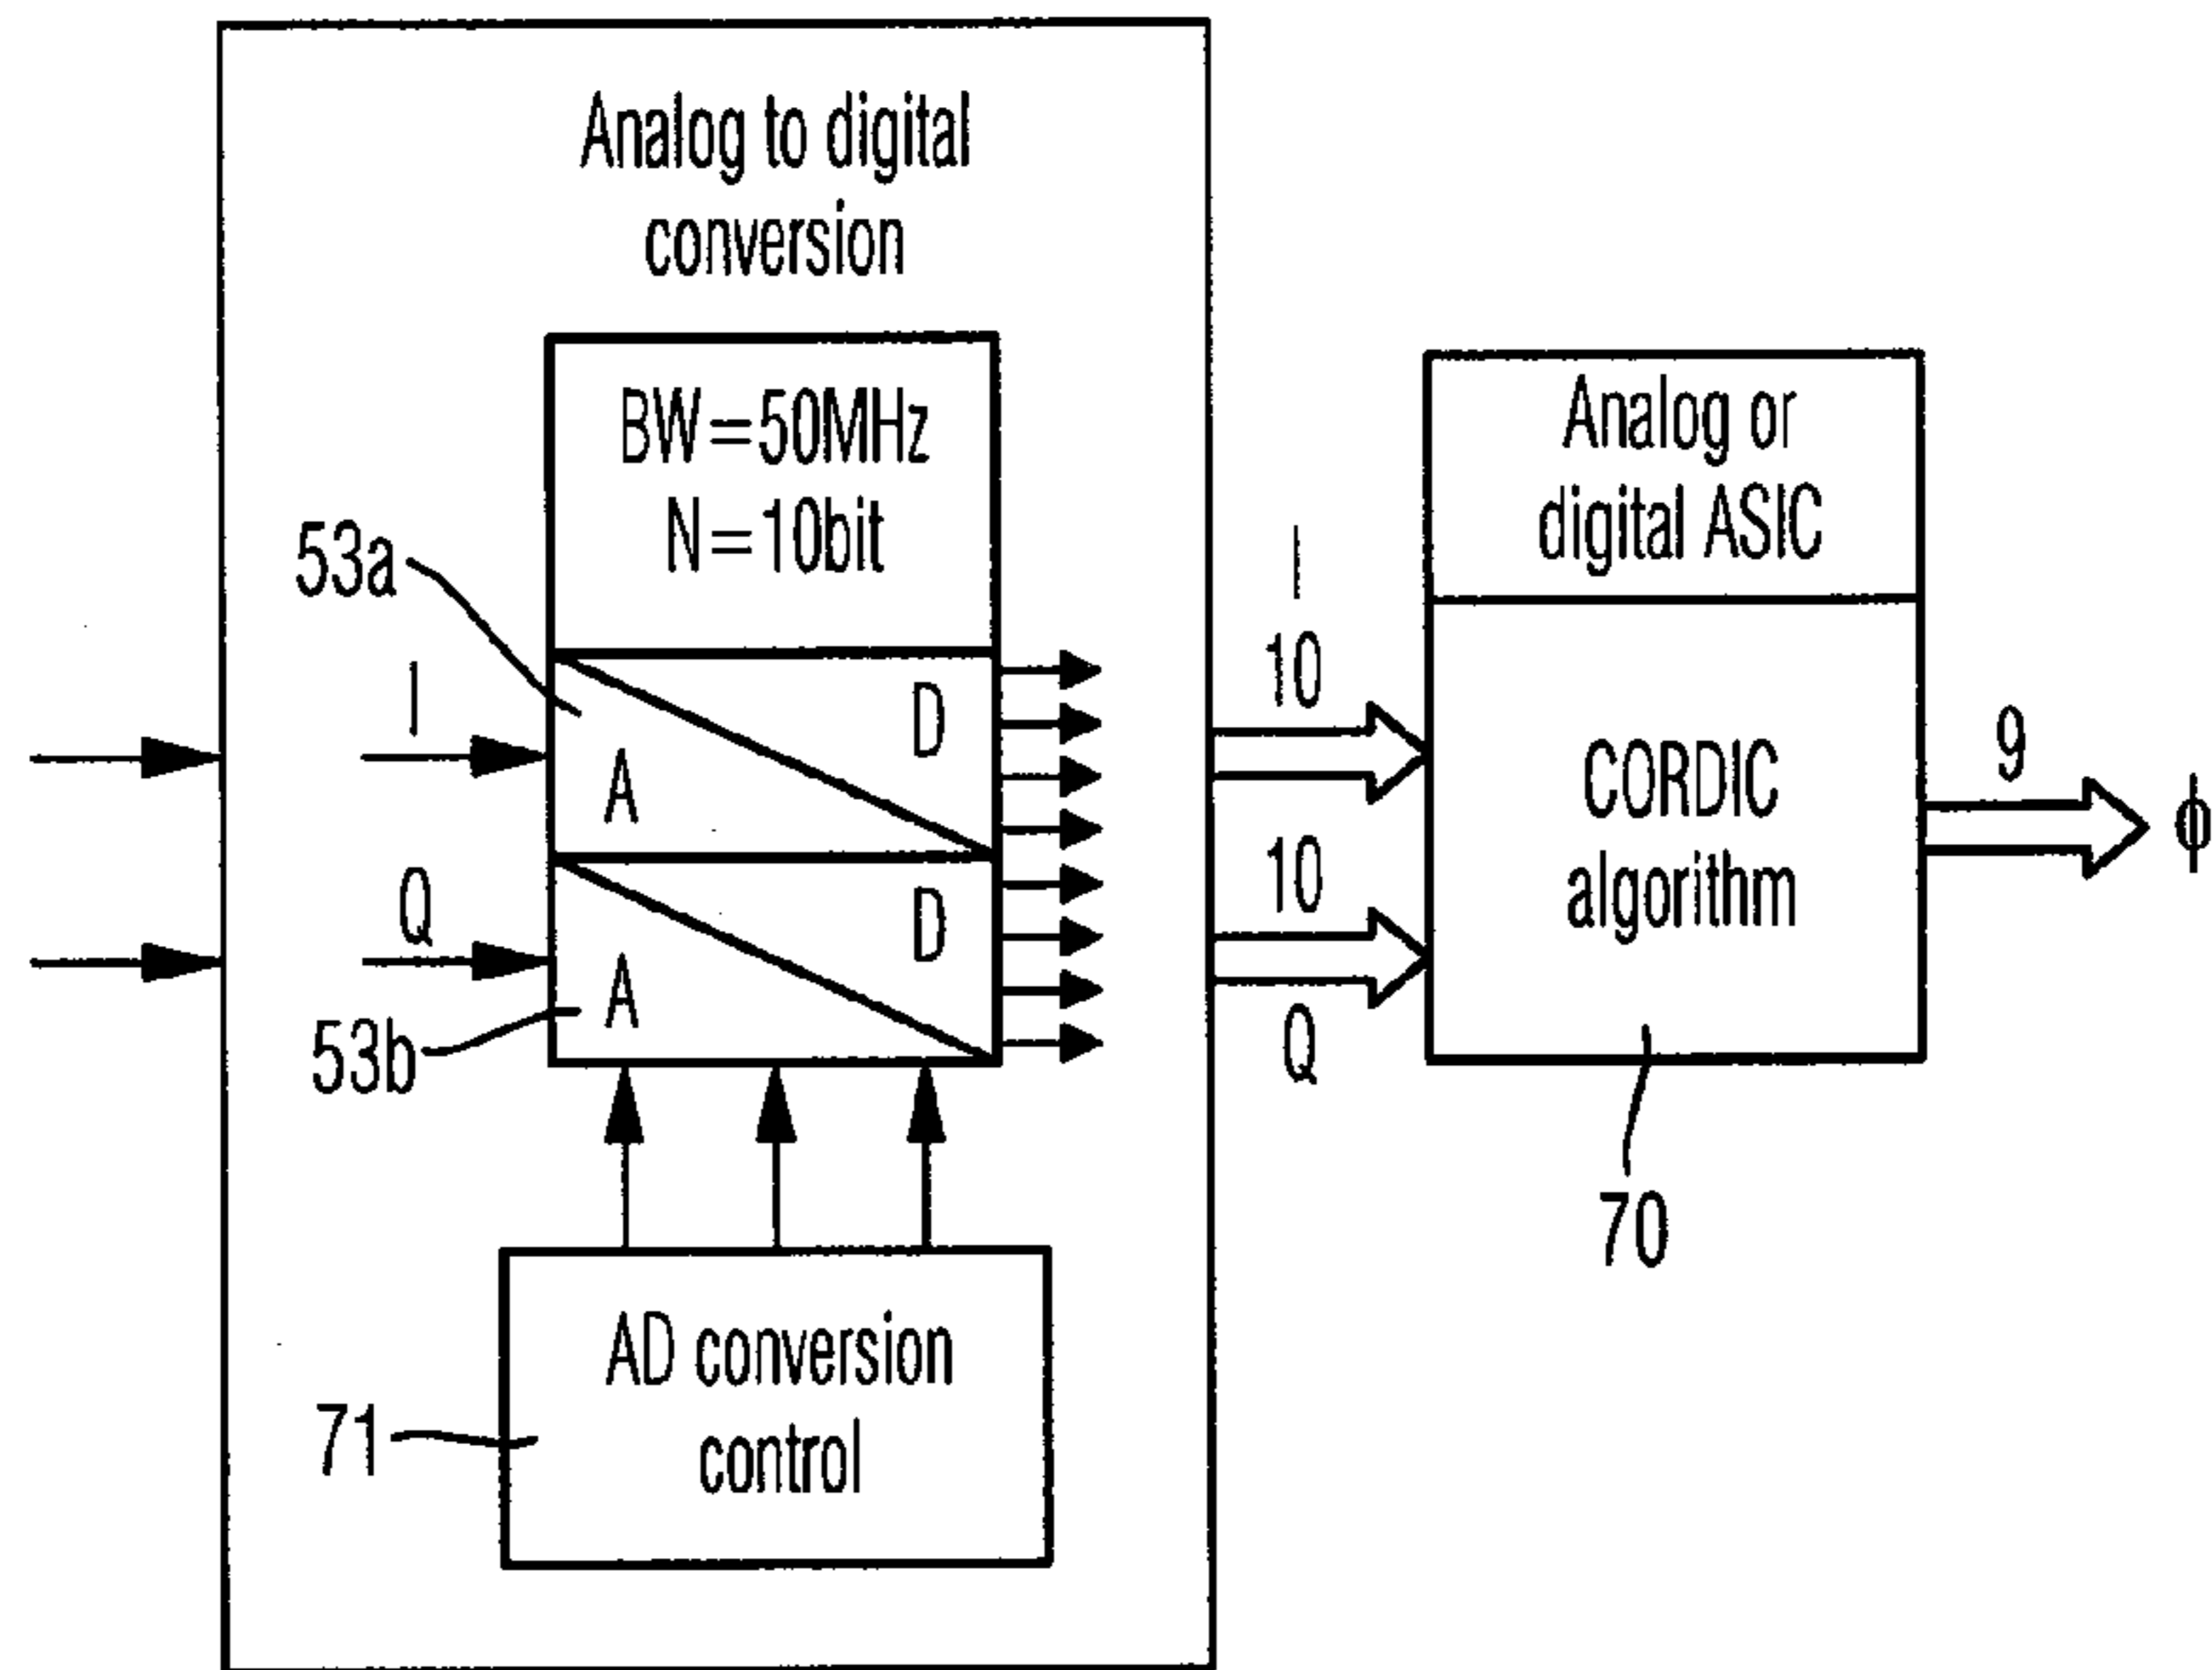 Analog to digital
conversion
BW=50MHz
N=10bit
53a
I
D
A
Q
D
A
53b
AD conversion
control
71
I
10
10
Q
Analog or
digital ASIC
CORDIC
algorithm
70
9
ϕ